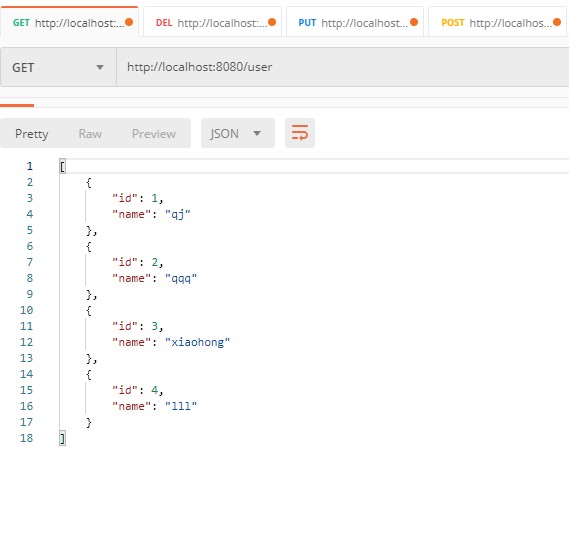 GET http://localhost:... DEL http://localhost:... PUT http://localhost... POST http://localhos...
GET http://localhost:8080/user
Pretty Raw Preview JSON
1 [
2 {
3 "id": 1,
4 "name": "qj"
5 },
6 {
7 "id": 2,
8 "name": "qqq"
9 },
10 {
11 "id": 3,
12 "name": "xiaohong"
13 },
14 {
15 "id": 4,
16 "name": "lll"
17 }
18 ]